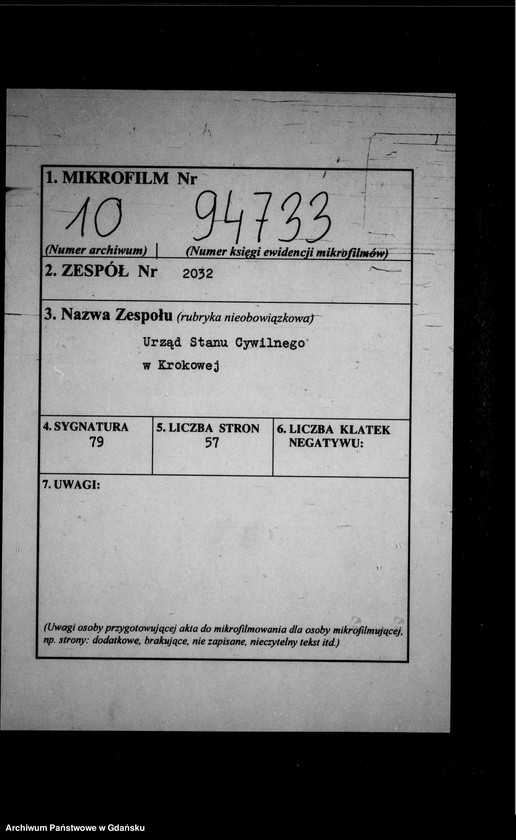 1. MIKROFILM Nr
10 94733
(Numer archiwum) (Numer księgi ewidencji mikrofilmów)
2. ZESPÓŁ Nr 2032
3. Nazwa Zespołu (rubryka nieobowiązkowa)
Urząd Stanu Cywilnego
w Krokowej
4. SYGNATURA 5. LICZBA STRON 6. LICZBA KLATEK
79 57 NEGATYWU:
7. UWAGI:
(Uwagi osoby przygotowującej akta do mikrofilmowania dla osoby mikrofilmującej,
np. strony: dodatkowe, brakujące, nie zapisane, nieczytelny tekst itd.)
Archiwum Państwowe w Gdańsku